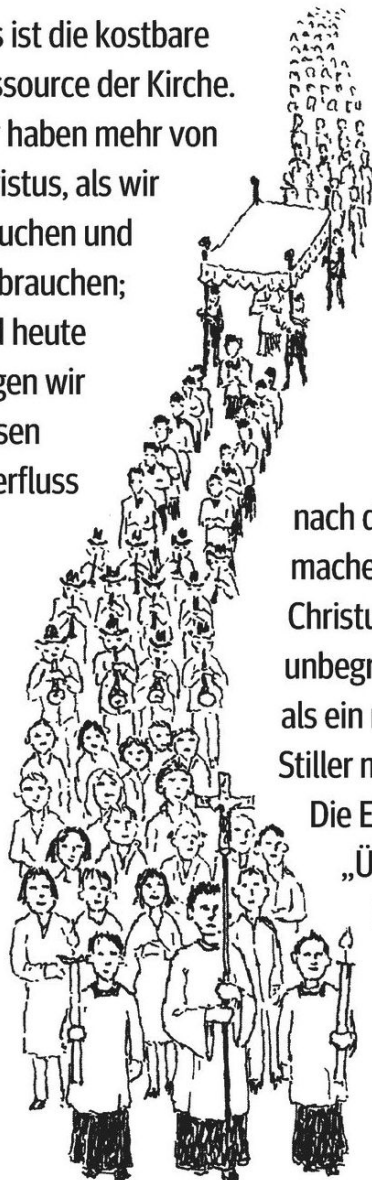 s ist die kostbare
ssource der Kirche.
haben mehr von
istus, als wir
uchen und
brauchen;
d heute
gen wir
sen
erfluss
nach d
mache
Christu
unbegr
als ein
Stiller
Die E
„Ü